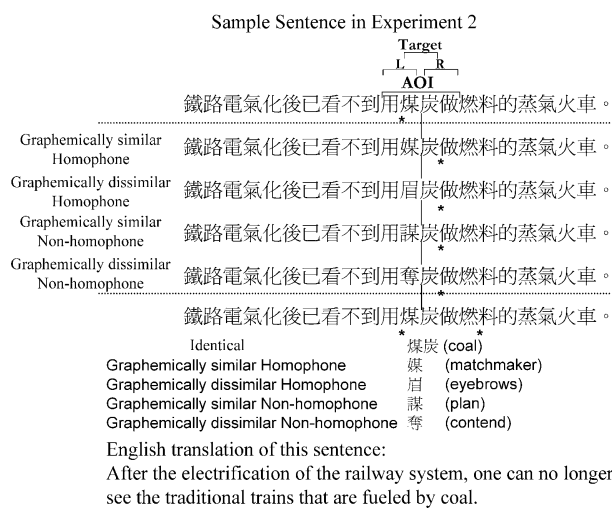 Sample Sentence in Experiment 2
Target
L R
AOI
鐵路電氣化後已看不到用煤炭做燃料的蒸氣火車。
*
Graphemically similar
Homophone
鐵路電氣化後已看不到用媒炭做燃料的蒸氣火車。
*
Graphemically dissimilar
Homophone
鐵路電氣化後已看不到用眉炭做燃料的蒸氣火車。
*
Graphemically similar
Non-homophone
鐵路電氣化後已看不到用謀炭做燃料的蒸氣火車。
*
Graphemically dissimilar
Non-homophone
鐵路電氣化後已看不到用奪炭做燃料的蒸氣火車。
*
鐵路電氣化後已看不到用煤炭做燃料的蒸氣火車。
* *
Identical 煤炭 (coal)
Graphemically similar Homophone 媒 (matchmaker)
Graphemically dissimilar Homophone 眉 (eyebrows)
Graphemically similar Non-homophone 謀 (plan)
Graphemically dissimilar Non-homophone 奪 (contend)
English translation of this sentence:
After the electrification of the railway system, one can no longer
see the traditional trains that are fueled by coal.